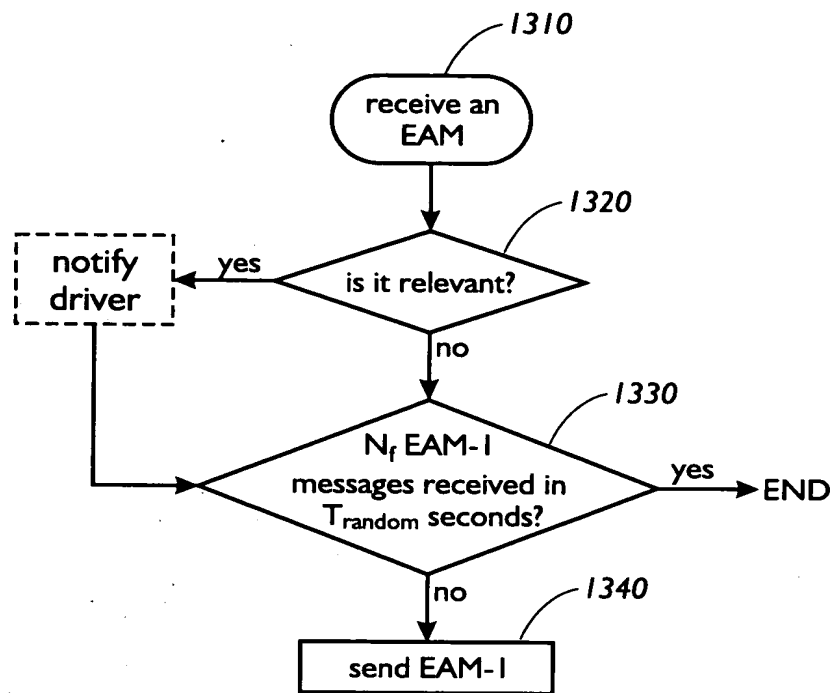 1310
receive an
EAM
1320
notify
driver
yes
is it relevant?
no
1330
N_f EAM-1
messages received in
T_random seconds?
yes
END
no
1340
send EAM-1